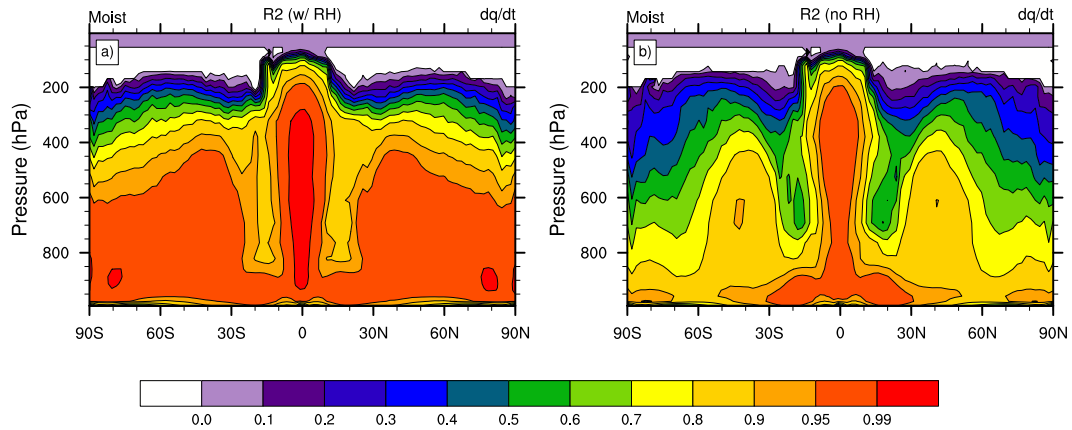 Moist R2 (w/ RH) dq/dt
a)
Pressure (hPa)
200
400
600
800
90S 60S 30S 0 30N 60N 90N
Moist R2 (no RH) dq/dt
b)
Pressure (hPa)
200
400
600
800
90S 60S 30S 0 30N 60N 90N
0.0 0.1 0.2 0.3 0.4 0.5 0.6 0.7 0.8 0.9 0.95 0.99